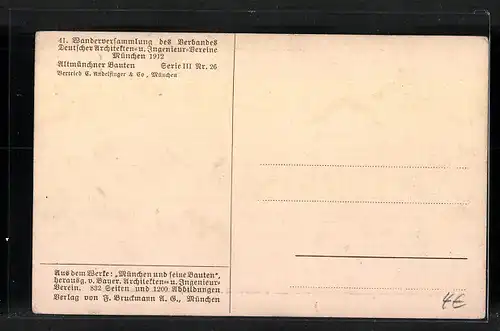 41. Wanderversammlung des Verbandes
Deutscher Architekten- u. Ingenieur-Vereine
München 1912
Altmünchner Bauten Serie III Nr. 26
Vertrieb C. Andelfinger & Co., München
Aus dem Werke: „München und seine Bauten“,
herausg. v. Bayer. Architekten- u. Ingenieur-
Verein. 832 Seiten und 1200 Abbildungen
Verlag von F. Bruckmann A. G., München
4€